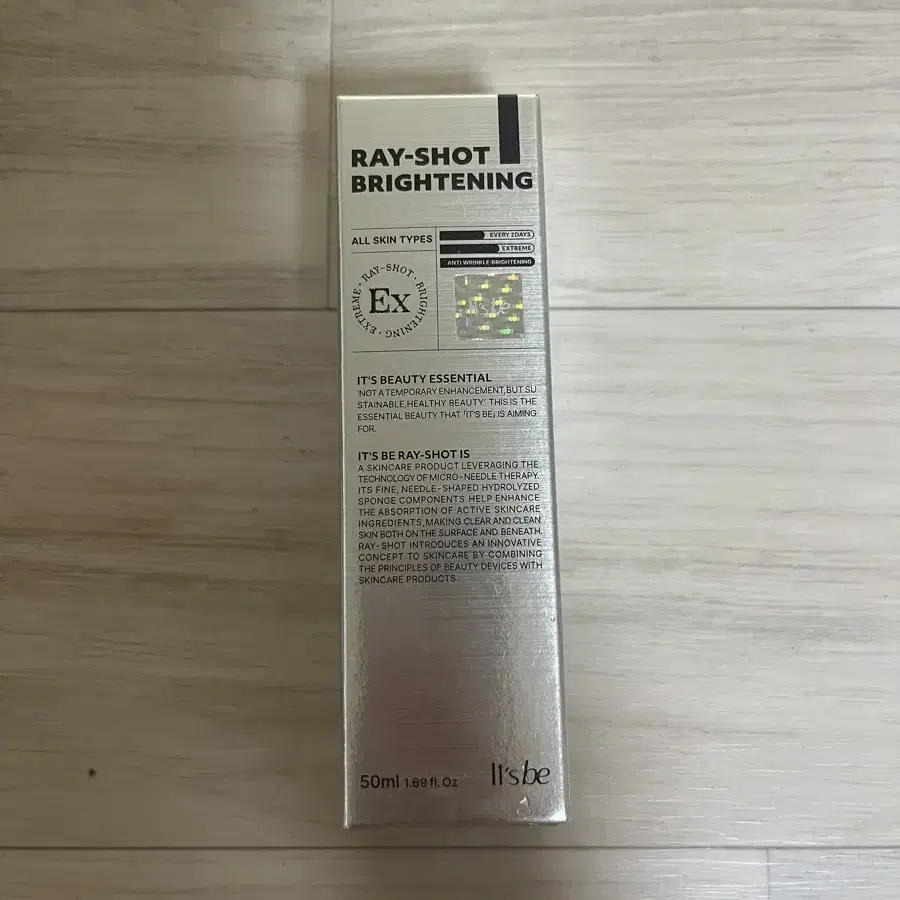 RAY-SHOT
BRIGHTENING
ALL SKIN TYPES
EVERY 2DAYS
EXTREME
ANTI WRINKLE·BRIGHTENING
RAY-SHOT · BRIGHTENING · EXTREME ·
Ex
It's be
IT'S BEAUTY ESSENTIAL
'NOT A TEMPORARY ENHANCEMENT,BUT SU
STAINABLE,HEALTHY BEAUTY' THIS IS THE
ESSENTIAL BEAUTY THAT「IT'S BE」IS AIMING
FOR.
IT'S BE RAY-SHOT IS
A SKINCARE PRODUCT LEVERAGING THE
TECHNOLOGY OF MICRO-NEEDLE THERAPY.
ITS FINE, NEEDLE-SHAPED HYDROLYZED
SPONGE COMPONENTS HELP ENHANCE
THE ABSORPTION OF ACTIVE SKINCARE
INGREDIENTS,MAKING CLEAR AND CLEAN
SKIN BOTH ON THE SURFACE AND BENEATH.
RAY-SHOT INTRODUCES AN INNOVATIVE
CONCEPT TO SKINCARE BY COMBINING
THE PRINCIPLES OF BEAUTY DEVICES WITH
SKINCARE PRODUCTS.
50ml 1.69 fl. Oz
It's be